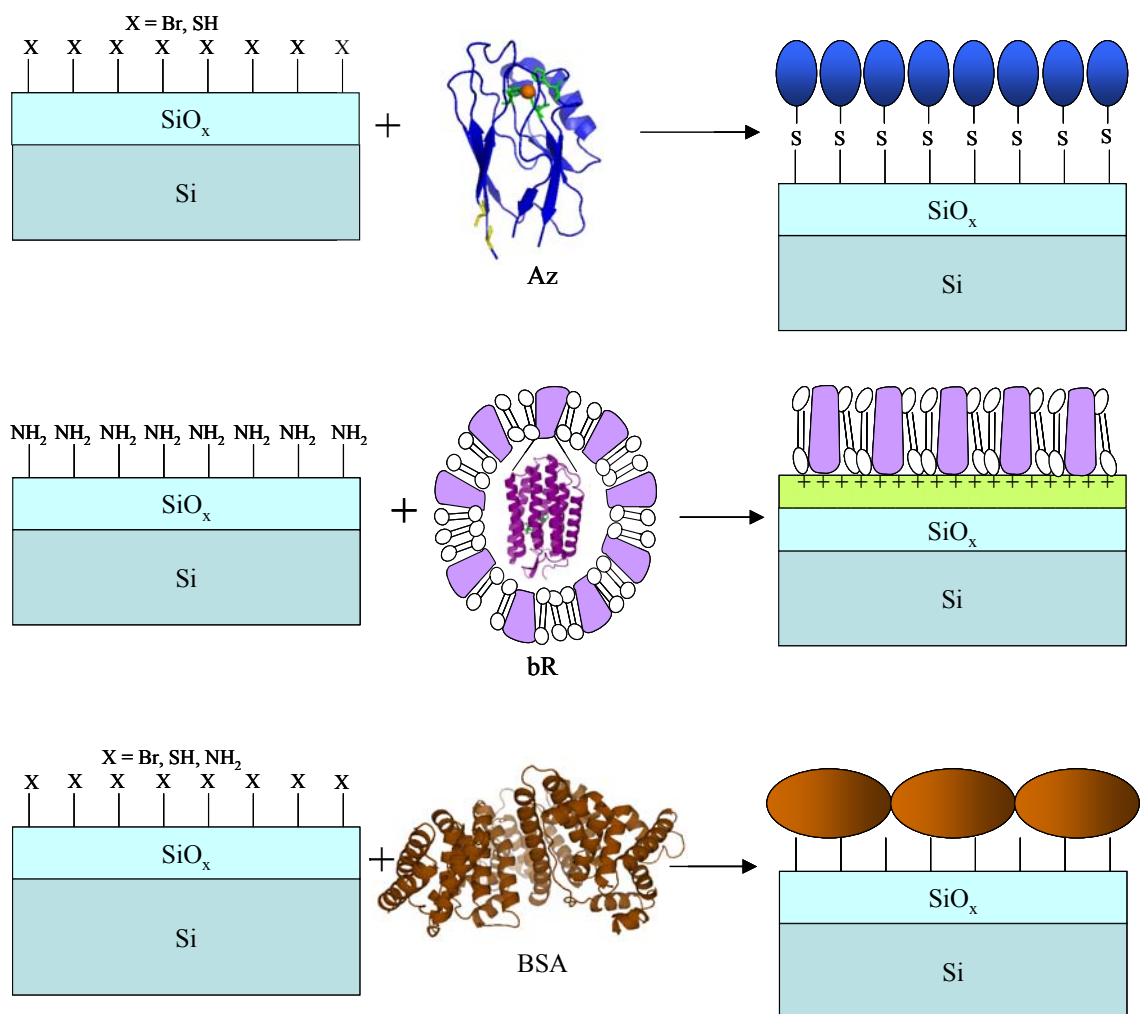 X = Br, SH
X X X X X X X X
SiOₓ
Si
+
Az
S S S S S S S S
SiOₓ
Si
NH₂ NH₂ NH₂ NH₂ NH₂ NH₂ NH₂ NH₂
SiOₓ
Si
+
bR
+ + + + + + + + + + + + + + + + +
SiOₓ
Si
X = Br, SH, NH₂
X X X X X X X X
SiOₓ
Si
+
BSA
SiOₓ
Si